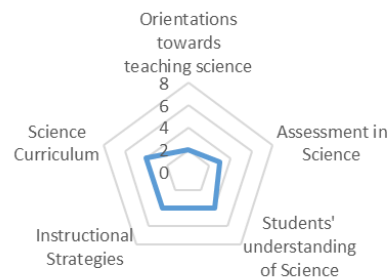 Orientations
towards
teaching science
8
6
4
2
0
Assessment in
Science
Students'
understanding
of Science
Instructional
Strategies
Science
Curriculum